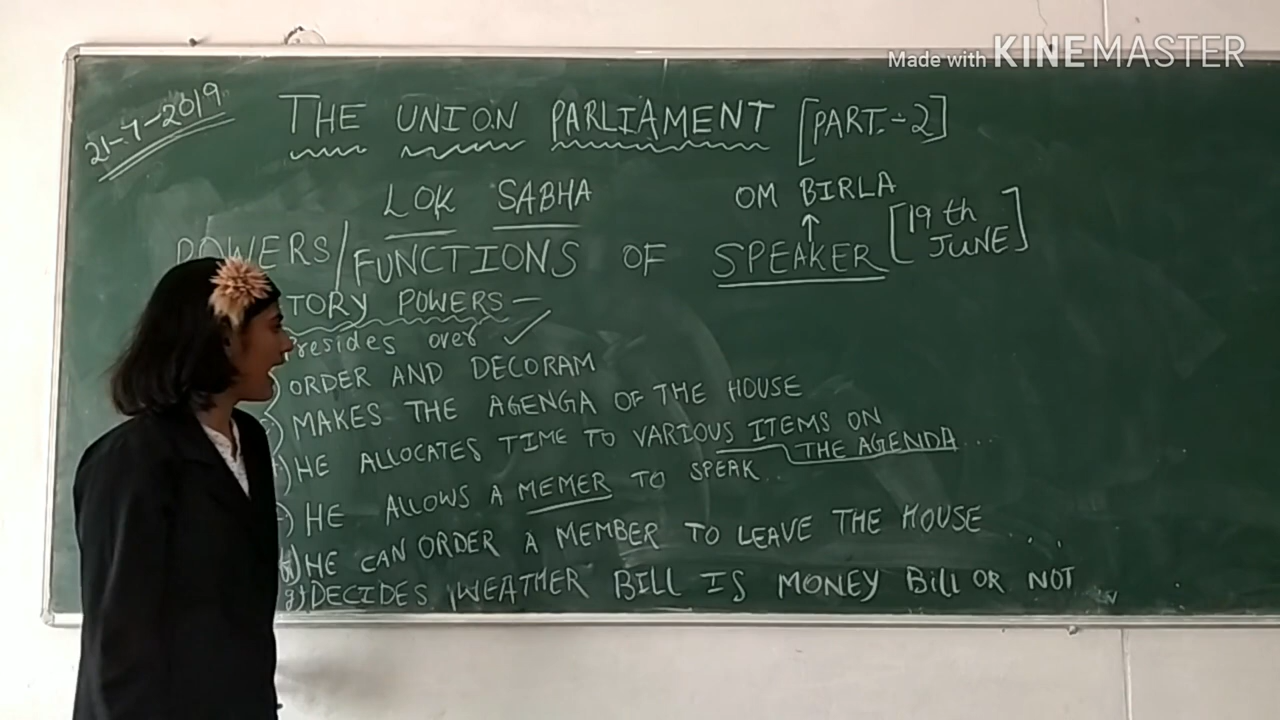 Made with KINEMASTER
21-7-2019
THE UNION PARLIAMENT [PART.-2]
LOK SABHA
OM BIRLA
POWERS/FUNCTIONS OF SPEAKER [19th JUNE]
TORY POWERS -
Presides over ✓
) ORDER AND DECORAM
) MAKES THE AGENGA OF THE HOUSE
) HE ALLOCATES TIME TO VARIOUS ITEMS ON
THE AGENDA....
) HE ALLOWS A MEMER TO SPEAK..
) HE CAN ORDER A MEMBER TO LEAVE THE HOUSE ....
g) DECIDES WEATHER BILL IS MONEY Bill OR NOT